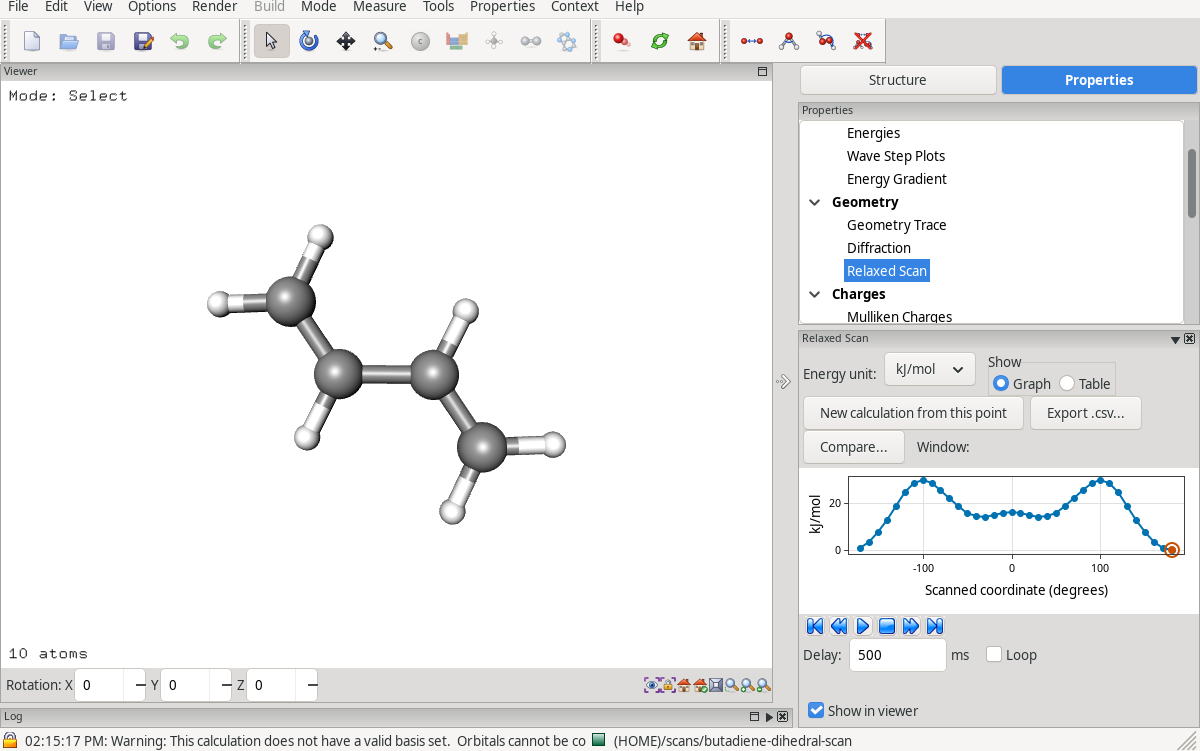 File Edit View Options Render Build Mode Measure Tools Properties Context Help
Viewer
Mode: Select
10 atoms
Rotation: X 0 Y 0 Z 0
Log
02:15:17 PM: Warning: This calculation does not have a valid basis set. Orbitals cannot be co (HOME)/scans/butadiene-dihedral-scan
Structure Properties
Properties
Energies
Wave Step Plots
Energy Gradient
Geometry
Geometry Trace
Diffraction
Relaxed Scan
Charges
Mulliken Charges
Relaxed Scan
Energy unit: kJ/mol
Show
Graph Table
New calculation from this point Export .csv...
Compare... Window:
kJ/mol
20
0
-100 0 100
Scanned coordinate (degrees)
Delay: 500 ms Loop
Show in viewer